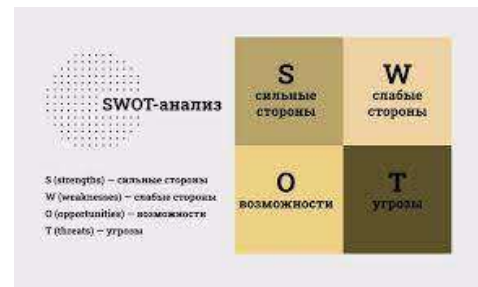 SWOT-анализ
S (strengths) — сильные стороны
W (weaknesses) — слабые стороны
O (opportunities) — возможности
T (threats) — угрозы
S
сильные
стороны
W
слабые
стороны
O
возможности
T
угрозы